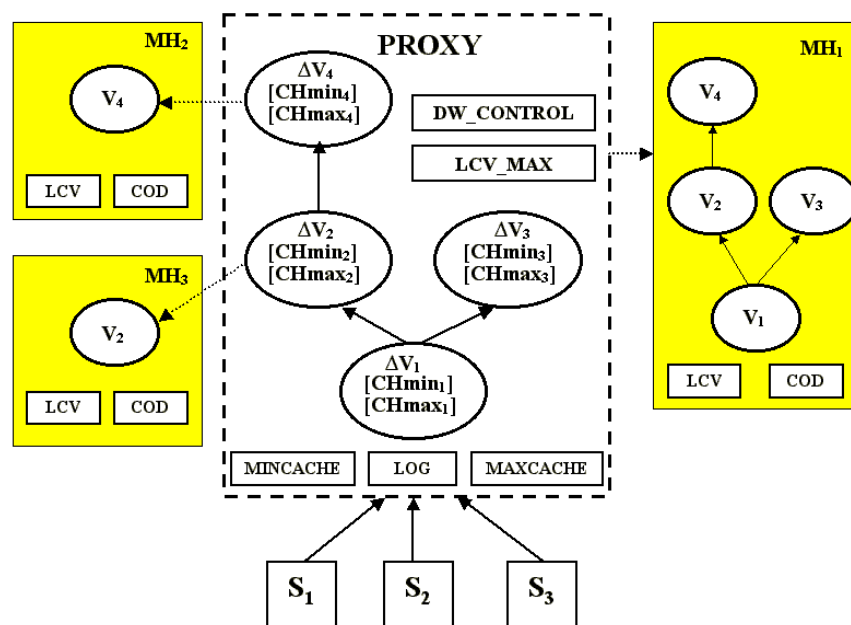 MH₂
V₄
LCV
COD
MH₃
V₂
LCV
COD
PROXY
ΔV₄
[CHmin₄]
[CHmax₄]
DW_CONTROL
LCV_MAX
ΔV₂
[CHmin₂]
[CHmax₂]
ΔV₃
[CHmin₃]
[CHmax₃]
ΔV₁
[CHmin₁]
[CHmax₁]
MINCACHE
LOG
MAXCACHE
MH₁
V₄
V₂
V₃
V₁
LCV
COD
S₁
S₂
S₃